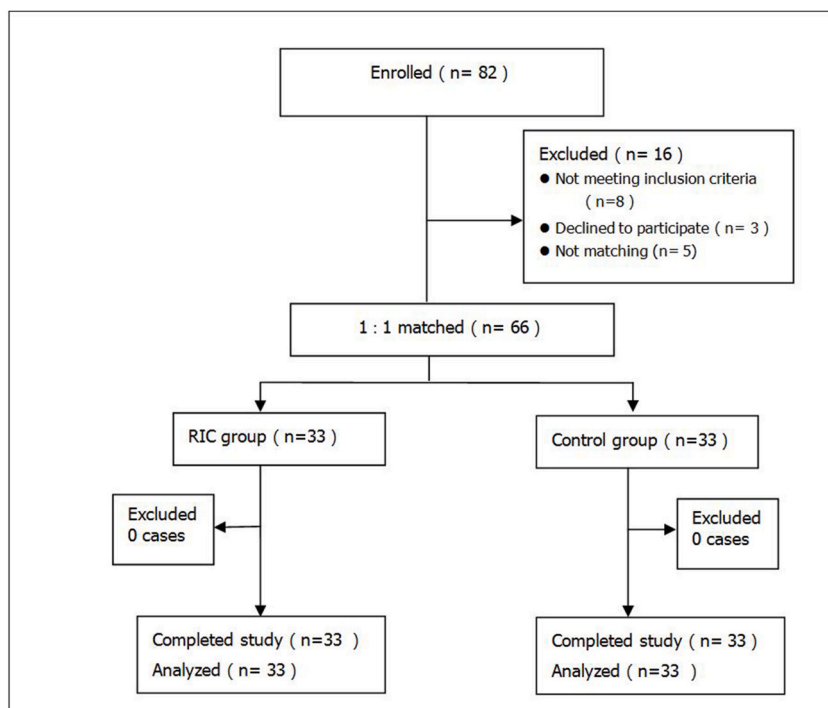 Enrolled ( n= 82 )
Excluded ( n= 16 )
● Not meeting inclusion criteria
( n=8 )
● Declined to participate ( n= 3 )
● Not matching (n= 5)
1 : 1 matched ( n= 66 )
RIC group ( n=33 )
Control group ( n=33 )
Excluded
0 cases
Excluded
0 cases
Completed study ( n=33 )
Analyzed ( n= 33 )
Completed study ( n= 33 )
Analyzed ( n=33 )